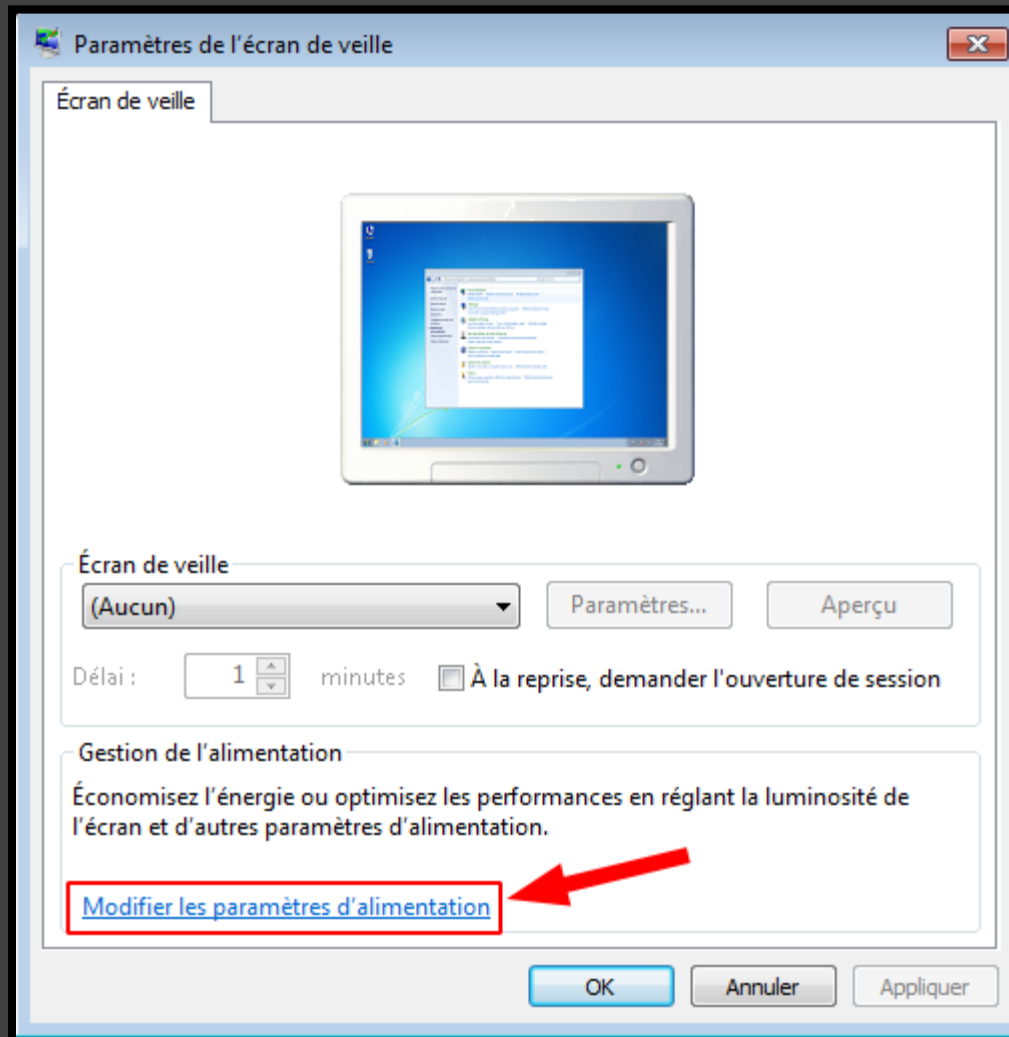 Paramètres de l'écran de veille
Écran de veille
Écran de veille
(Aucun)
Paramètres...
Aperçu
Délai :
1
minutes
À la reprise, demander l'ouverture de session
Gestion de l'alimentation
Économisez l'énergie ou optimisez les performances en réglant la luminosité de
l'écran et d'autres paramètres d'alimentation.
Modifier les paramètres d'alimentation
OK
Annuler
Appliquer